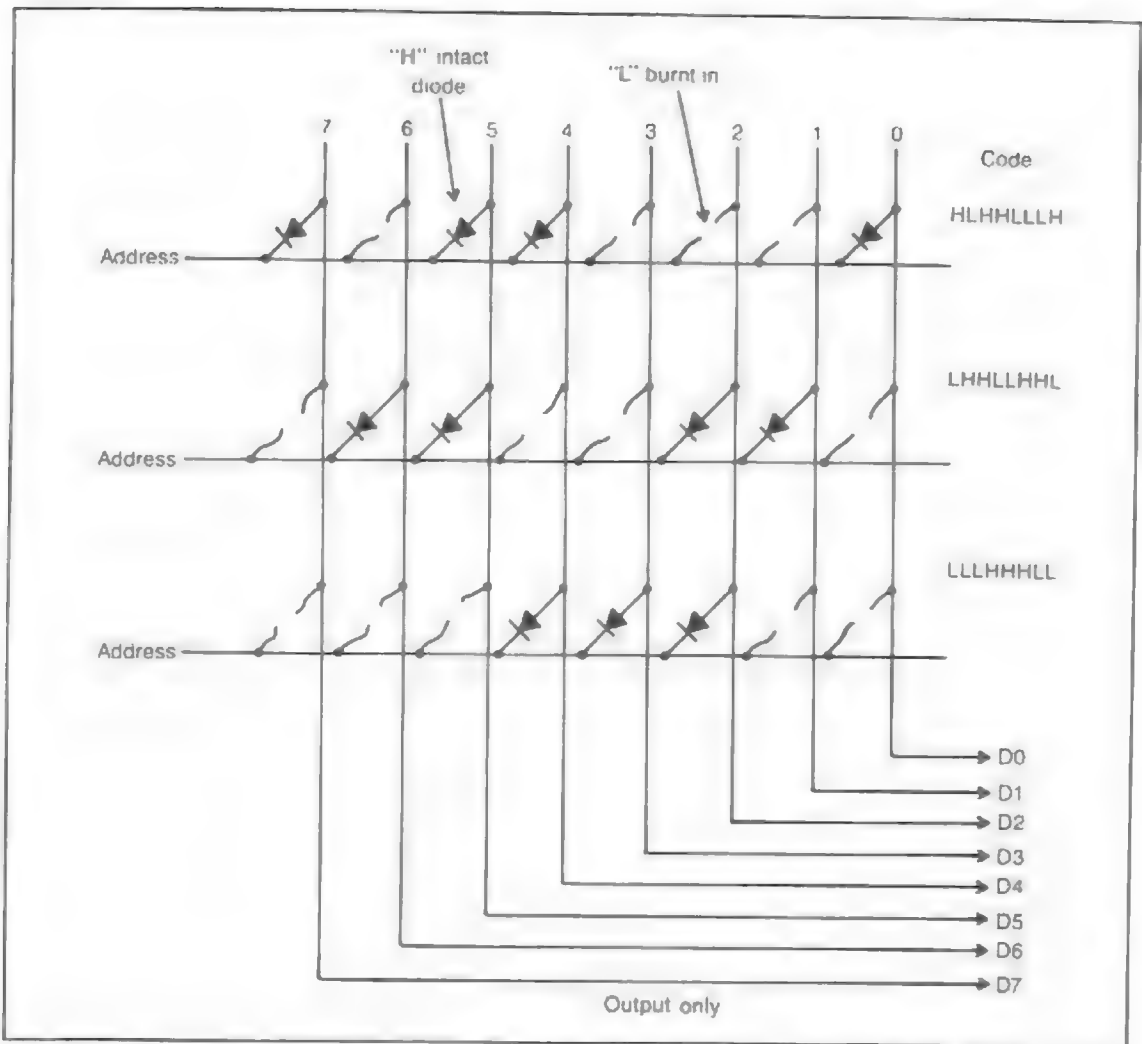 "H" intact
diode
"L" burnt in
7 6 5 4 3 2 1 0
Code
HLHHLLLH
Address
LHHLLHHL
Address
LLLHHHLL
Address
D0
D1
D2
D3
D4
D5
D6
D7
Output only